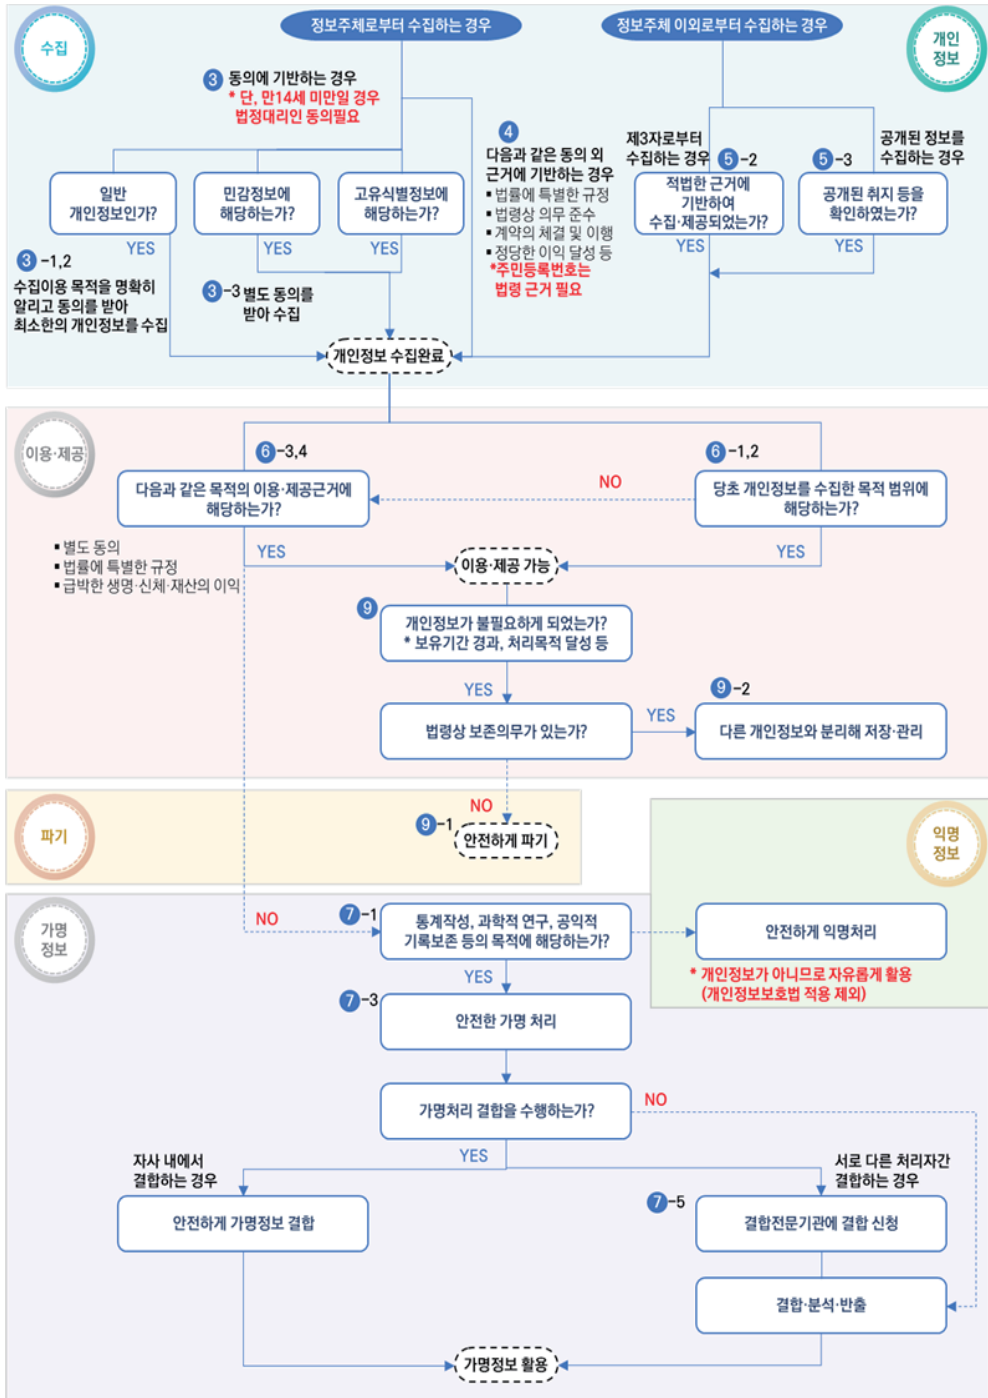 수집
정보주체로부터 수집하는 경우
정보주체 이외로부터 수집하는 경우
개인
정보
3 동의에 기반하는 경우
* 단, 만14세 미만일 경우
법정대리인 동의필요
4
다음과 같은 동의 외
근거에 기반하는 경우
▪ 법률에 특별한 규정
▪ 법령상 의무 준수
▪ 계약의 체결 및 이행
▪ 정당한 이익 달성 등
*주민등록번호는
법령 근거 필요
제3자로부터
수집하는 경우
5-2
5-3
공개된 정보를
수집하는 경우
일반
개인정보인가?
민감정보에
해당하는가?
고유식별정보에
해당하는가?
적법한 근거에
기반하여
수집·제공되었는가?
공개된 취지 등을
확인하였는가?
YES
YES
YES
YES
YES
3-1,2
수집이용 목적을 명확히
알리고 동의를 받아
최소한의 개인정보를 수집
3-3 별도 동의를
받아 수집
개인정보 수집완료
이용·제공
6-3,4
6-1,2
다음과 같은 목적의 이용·제공근거에
해당하는가?
NO
당초 개인정보를 수집한 목적 범위에
해당하는가?
▪ 별도 동의
▪ 법률에 특별한 규정
▪ 급박한 생명·신체·재산의 이익
YES
YES
이용·제공 가능
9
개인정보가 불필요하게 되었는가?
* 보유기간 경과, 처리목적 달성 등
YES
9-2
법령상 보존의무가 있는가?
YES
다른 개인정보와 분리해 저장·관리
파기
NO
9-1
안전하게 파기
익명
정보
가명
정보
NO
7-1
통계작성, 과학적 연구, 공익적
기록보존 등의 목적에 해당하는가?
안전하게 익명처리
* 개인정보가 아니므로 자유롭게 활용
(개인정보보호법 적용 제외)
YES
7-3
안전한 가명 처리
가명처리 결합을 수행하는가?
NO
YES
자사 내에서
결합하는 경우
서로 다른 처리자간
결합하는 경우
7-5
안전하게 가명정보 결합
결합전문기관에 결합 신청
결합·분석·반출
가명정보 활용